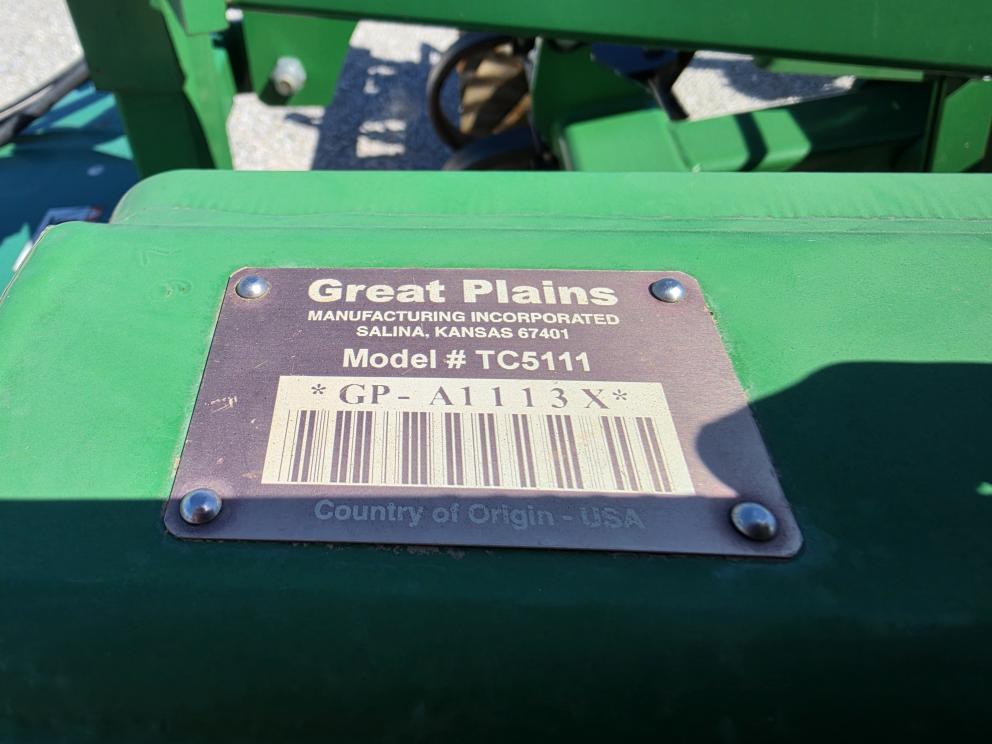 Great Plains
MANUFACTURING INCORPORATED
SALINA, KANSAS 67401
Model # TC5111
*GP-A1113X*
Country of Origin - USA